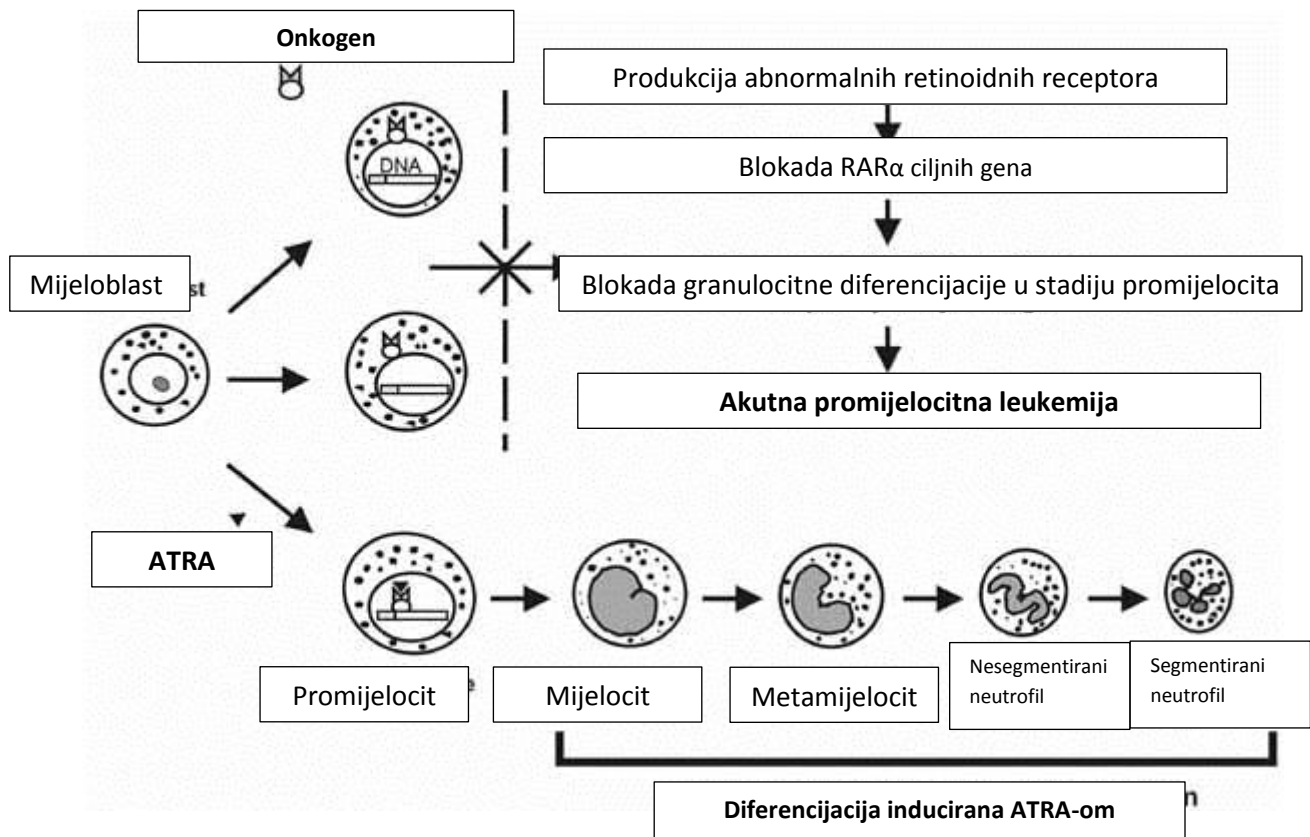 Onkogen
Produkcija abnormalnih retinoidnih receptora
DNA
Blokada RARα ciljnih gena
Mijeloblast
st
Blokada granulocitne diferencijacije u stadiju promijelocita
Akutna promijelocitna leukemija
ATRA
Promijelocit
e
Mijelocit
Metamijelocit
Nesegmentirani
neutrofil
Segmentirani
neutrofil
Diferencijacija inducirana ATRA-om
n